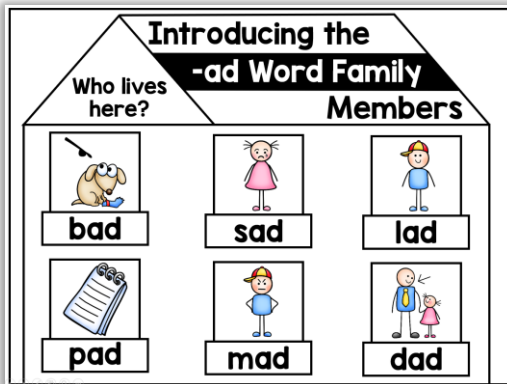 Introducing the
-ad Word Family
Members
Who lives
here?
bad
sad
lad
pad
mad
dad